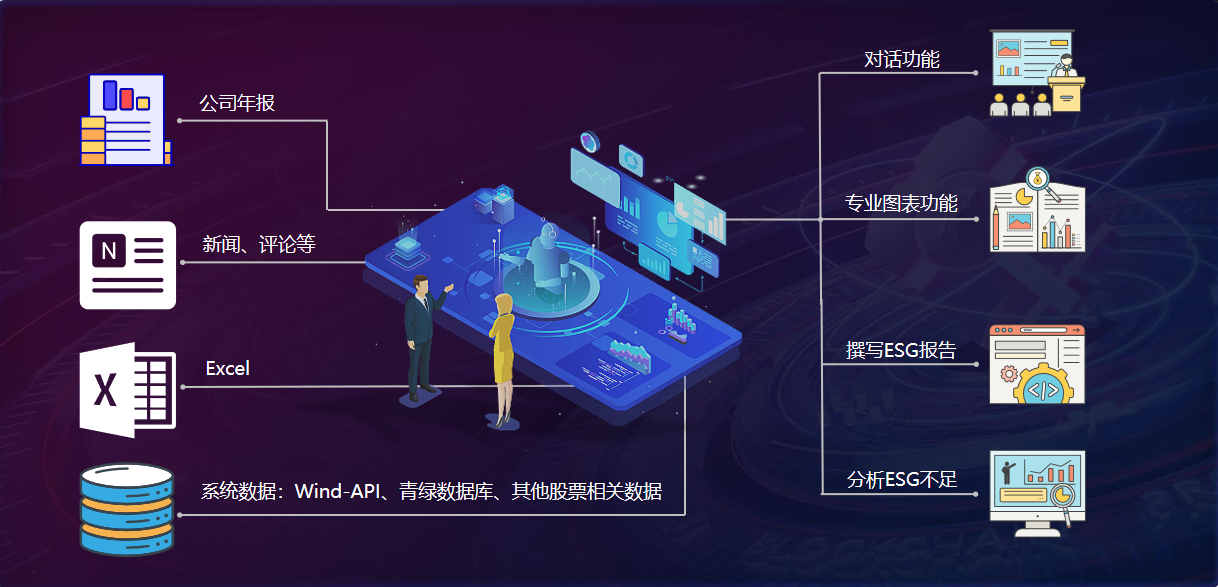 公司年报
新闻、评论等
N
Excel
X
系统数据：Wind-API、青绿数据库、其他股票相关数据
对话功能
专业图表功能
撰写ESG报告
</>
分析ESG不足